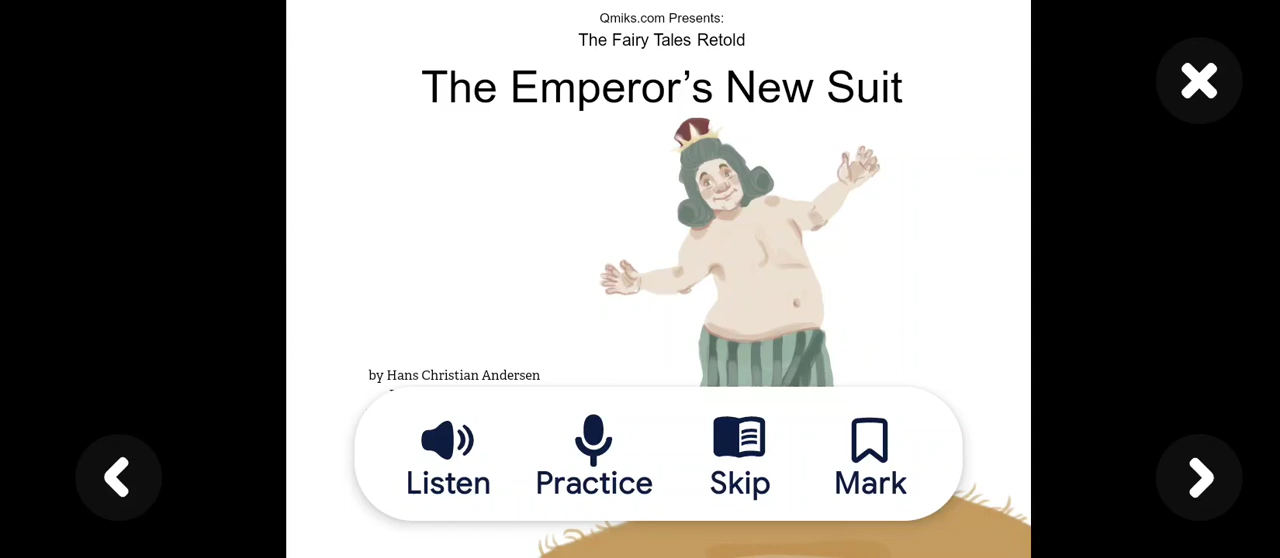 Qmiks.com Presents:
The Fairy Tales Retold
The Emperor's New Suit
by Hans Christian Andersen
Listen
Practice
Skip
Mark